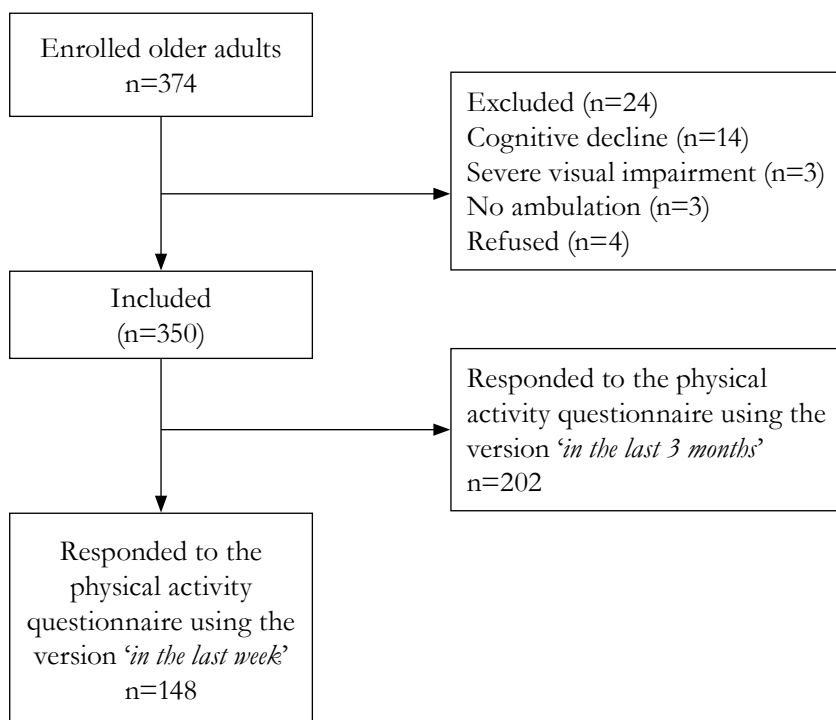 Enrolled older adults
n=374
Excluded (n=24)
Cognitive decline (n=14)
Severe visual impairment (n=3)
No ambulation (n=3)
Refused (n=4)
Included
(n=350)
Responded to the physical
activity questionnaire using the
version ‘in the last 3 months’
n=202
Responded to the
physical activity
questionnaire using the
version ‘in the last week’
n=148